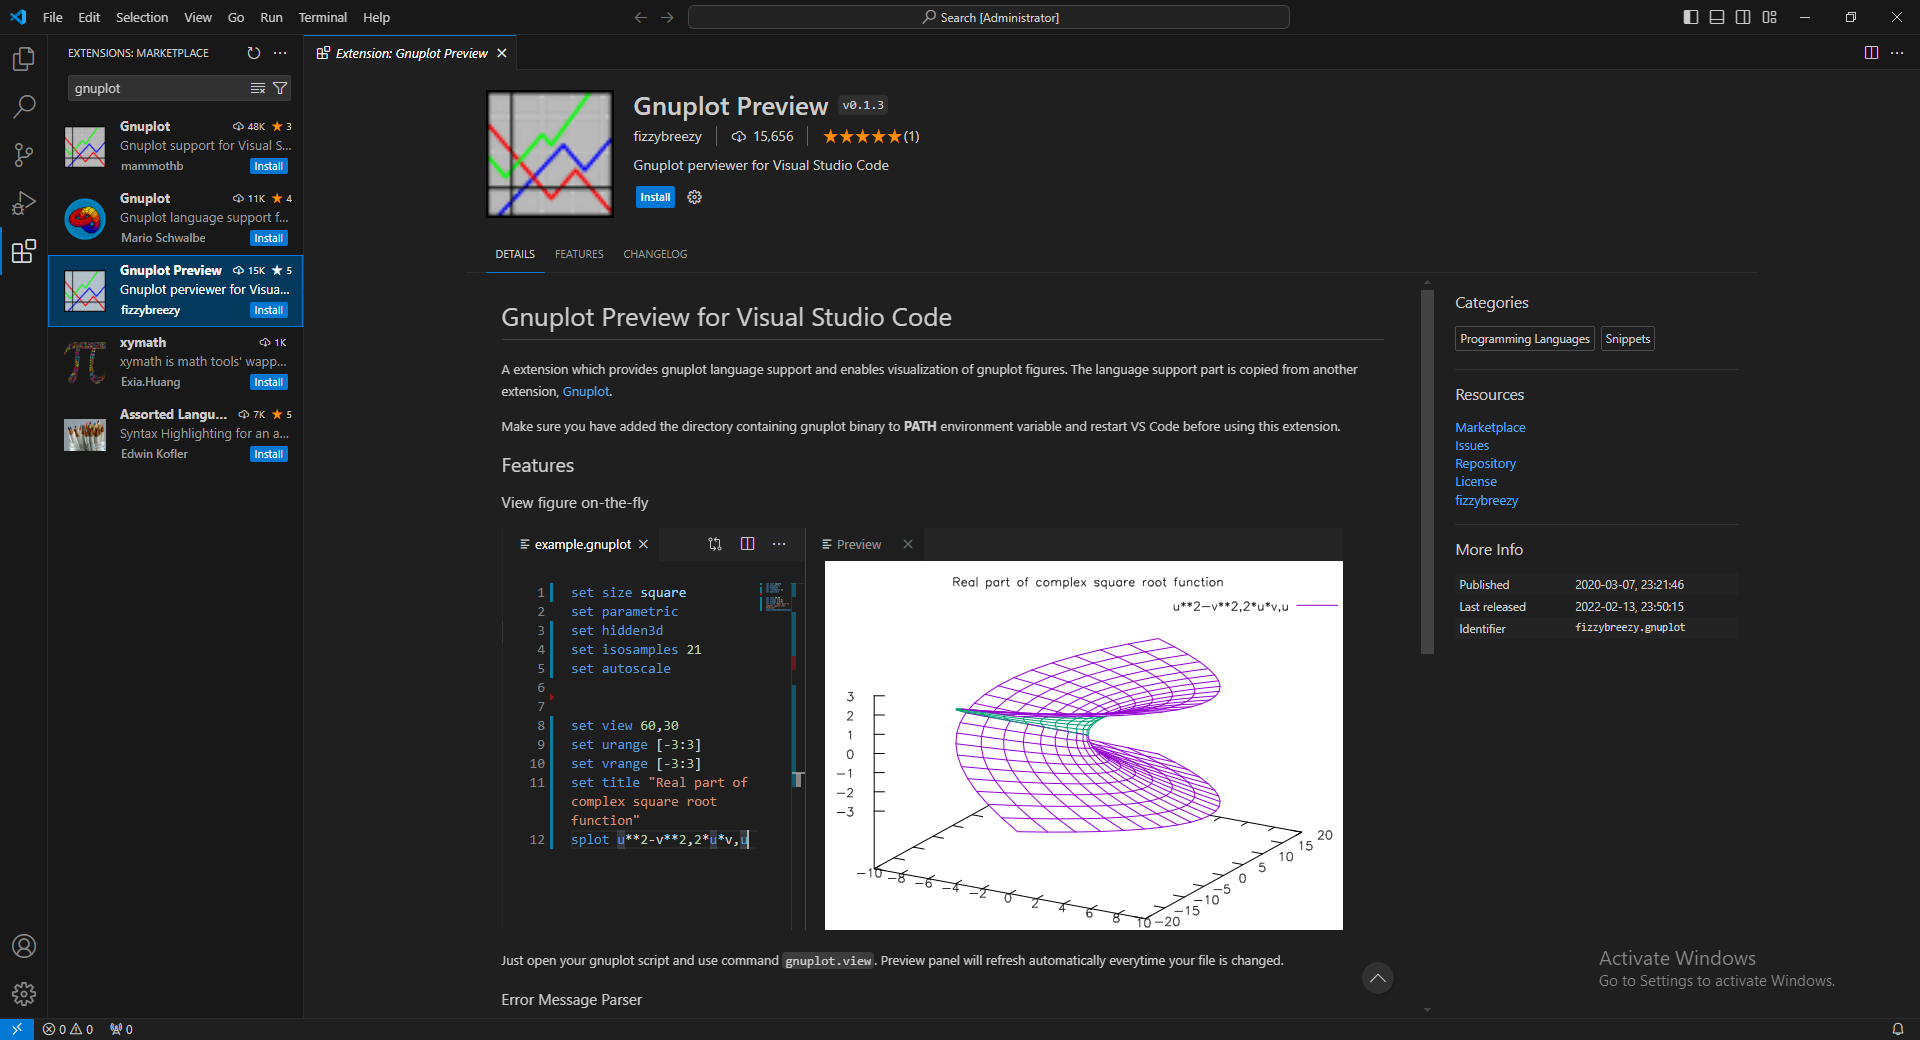 File Edit Selection View Go Run Terminal Help
Search [Administrator]
EXTENSIONS: MARKETPLACE
gnuplot
Gnuplot 48K 3
Gnuplot support for Visual S...
mammothb Install
Gnuplot 11K 4
Gnuplot language support f...
Mario Schwalbe Install
Gnuplot Preview 15K 5
Gnuplot perviewer for Visua...
fizzybreezy Install
xymath 1K
xymath is math tools' wapp...
Exia.Huang Install
Assorted Langu... 7K 5
Syntax Highlighting for an a...
Edwin Kofler Install
Extension: Gnuplot Preview
Gnuplot Preview v0.1.3
fizzybreezy 15,656 (1)
Gnuplot perviewer for Visual Studio Code
Install
DETAILS FEATURES CHANGELOG
Gnuplot Preview for Visual Studio Code
A extension which provides gnuplot language support and enables visualization of gnuplot figures. The language support part is copied from another
extension, Gnuplot.
Make sure you have added the directory containing gnuplot binary to PATH environment variable and restart VS Code before using this extension.
Features
View figure on-the-fly
example.gnuplot
1 set size square
2 set parametric
3 set hidden3d
4 set isosamples 21
5 set autoscale
6
7
8 set view 60,30
9 set urange [-3:3]
10 set vrange [-3:3]
11 set title "Real part of
complex square root
function"
12 splot u**2-v**2,2*u*v,u
Preview
Real part of complex square root function
u**2-v**2,2*u*v,u
3
2
1
0
-1
-2
-3
-10 -8 -6 -4 -2 0 2 4 6 8 10
-20 -15 -10 -5 0 5 10 15 20
Just open your gnuplot script and use command gnuplot.view. Preview panel will refresh automatically everytime your file is changed.
Error Message Parser
Categories
Programming Languages Snippets
Resources
Marketplace
Issues
Repository
License
fizzybreezy
More Info
Published 2020-03-07, 23:21:46
Last released 2022-02-13, 23:50:15
Identifier fizzybreezy.gnuplot
Activate Windows
Go to Settings to activate Windows.
0 0 0